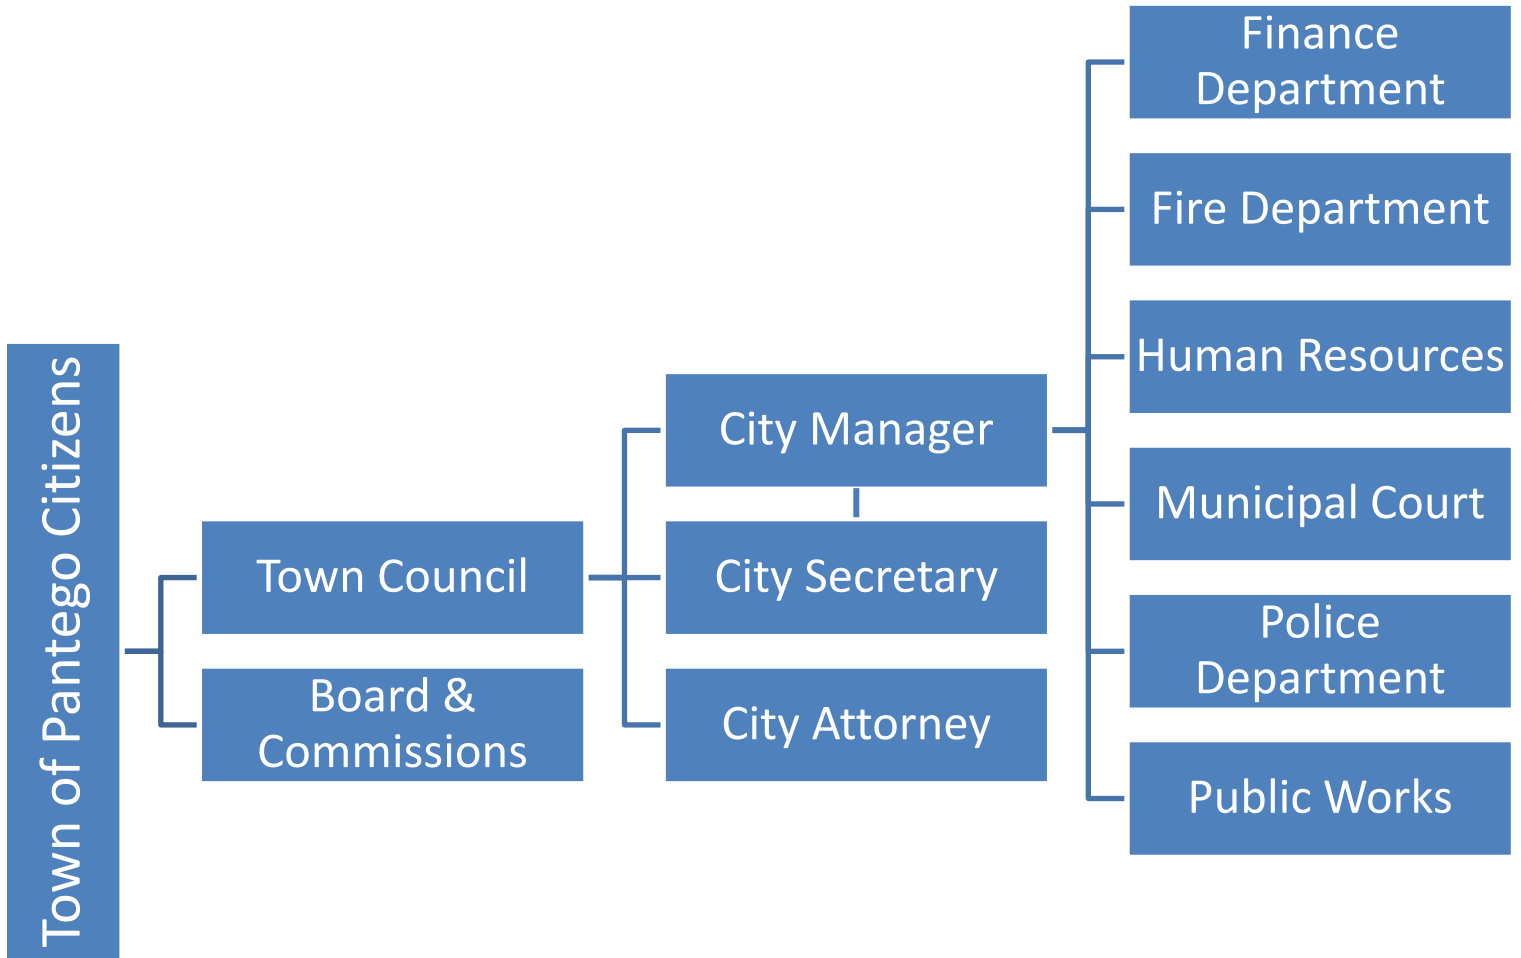 Town of Pantego Citizens
Town Council
Board &
Commissions
City Manager
City Secretary
City Attorney
Finance
Department
Fire Department
Human Resources
Municipal Court
Police
Department
Public Works